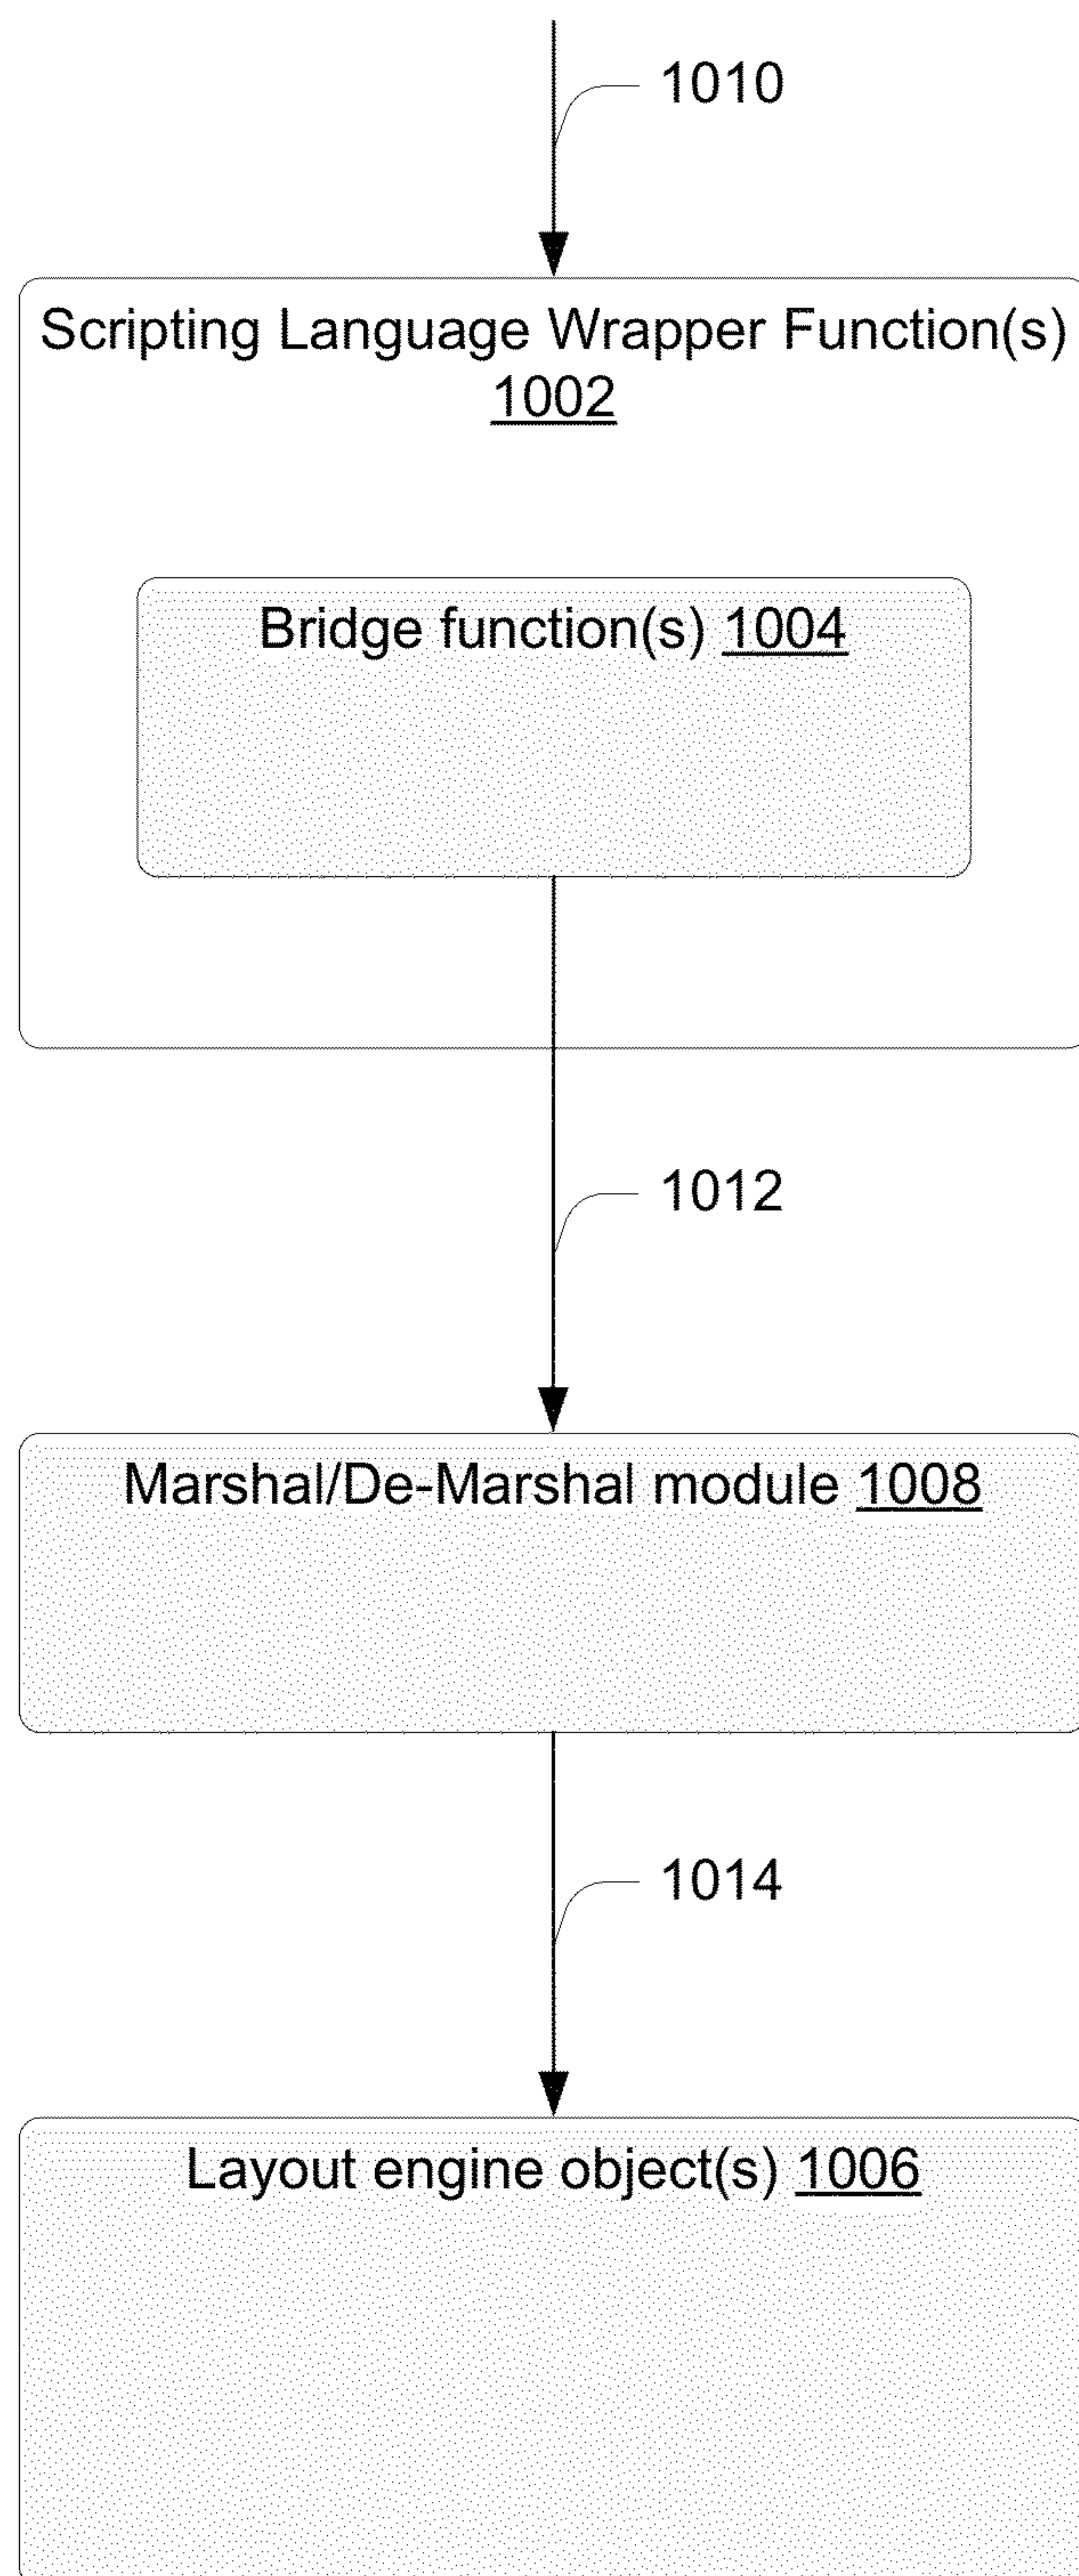 1010
Scripting Language Wrapper Function(s)
1002
Bridge function(s) 1004
1012
Marshal/De-Marshal module 1008
1014
Layout engine object(s) 1006